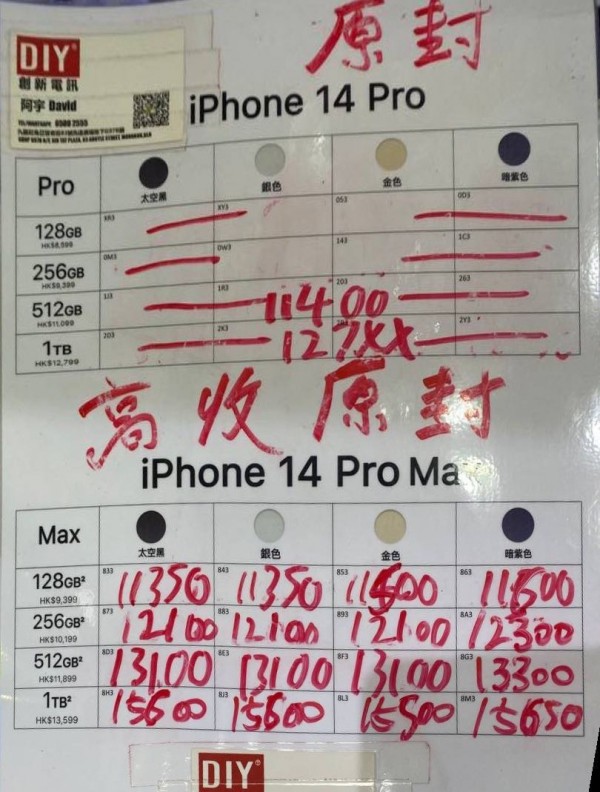 原封
DIY
創新電訊
阿宇 David
iPhone 14 Pro
Pro 太空黑 銀色 金色 暗紫色
128GB XR3 XY3 053 0D3
HK$8,599
256GB 0M3 0W3 143 1C3
HK$9,399
512GB 1J3 1R3 11400 203 263
HK$11,099
1TB 2D3 2K3 127XX 2Y3
HK$12,799
高收原封
iPhone 14 Pro Ma
Max 太空黑 銀色 金色 暗紫色
128GB² 833 11350 843 11350 853 11600 863 11600
HK$9,399
256GB² 873 12100 883 12100 893 12100 8A3 12300
HK$10,199
512GB² 8D3 13100 8E3 13100 8F3 13100 8G3 13300
HK$11,899
1TB² 8H3 15600 8J3 15600 8L3 15500 8M3 15650
HK$13,599
DIY